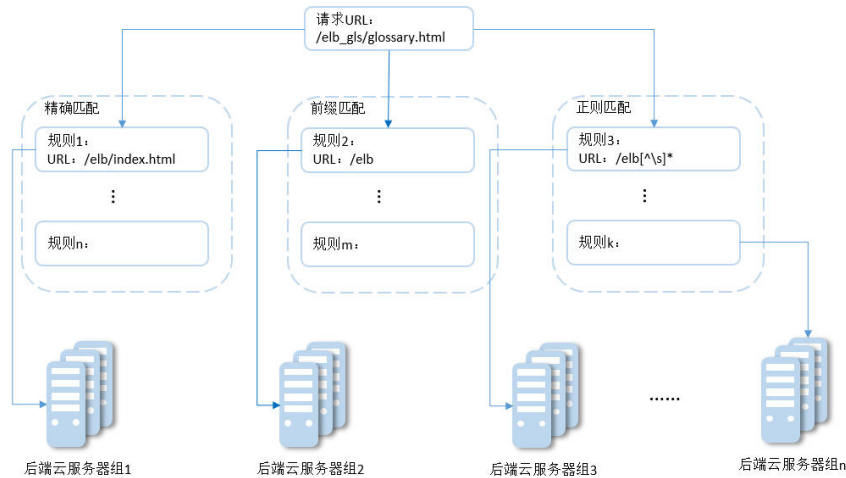 请求URL：
/elb_gls/glossary.html
精确匹配
前缀匹配
正则匹配
规则1：
URL：/elb/index.html
规则2：
URL：/elb
规则3：
URL：/elb[^\s]*
⋮
⋮
⋮
规则n：
规则m：
规则k：
……
后端云服务器组1
后端云服务器组2
后端云服务器组3
后端云服务器组n